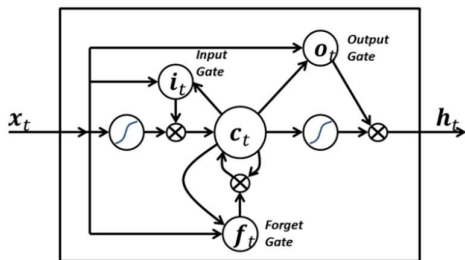 Input
Gate
i_t
o_t
Output
Gate
x_t
c_t
h_t
f_t
Forget
Gate